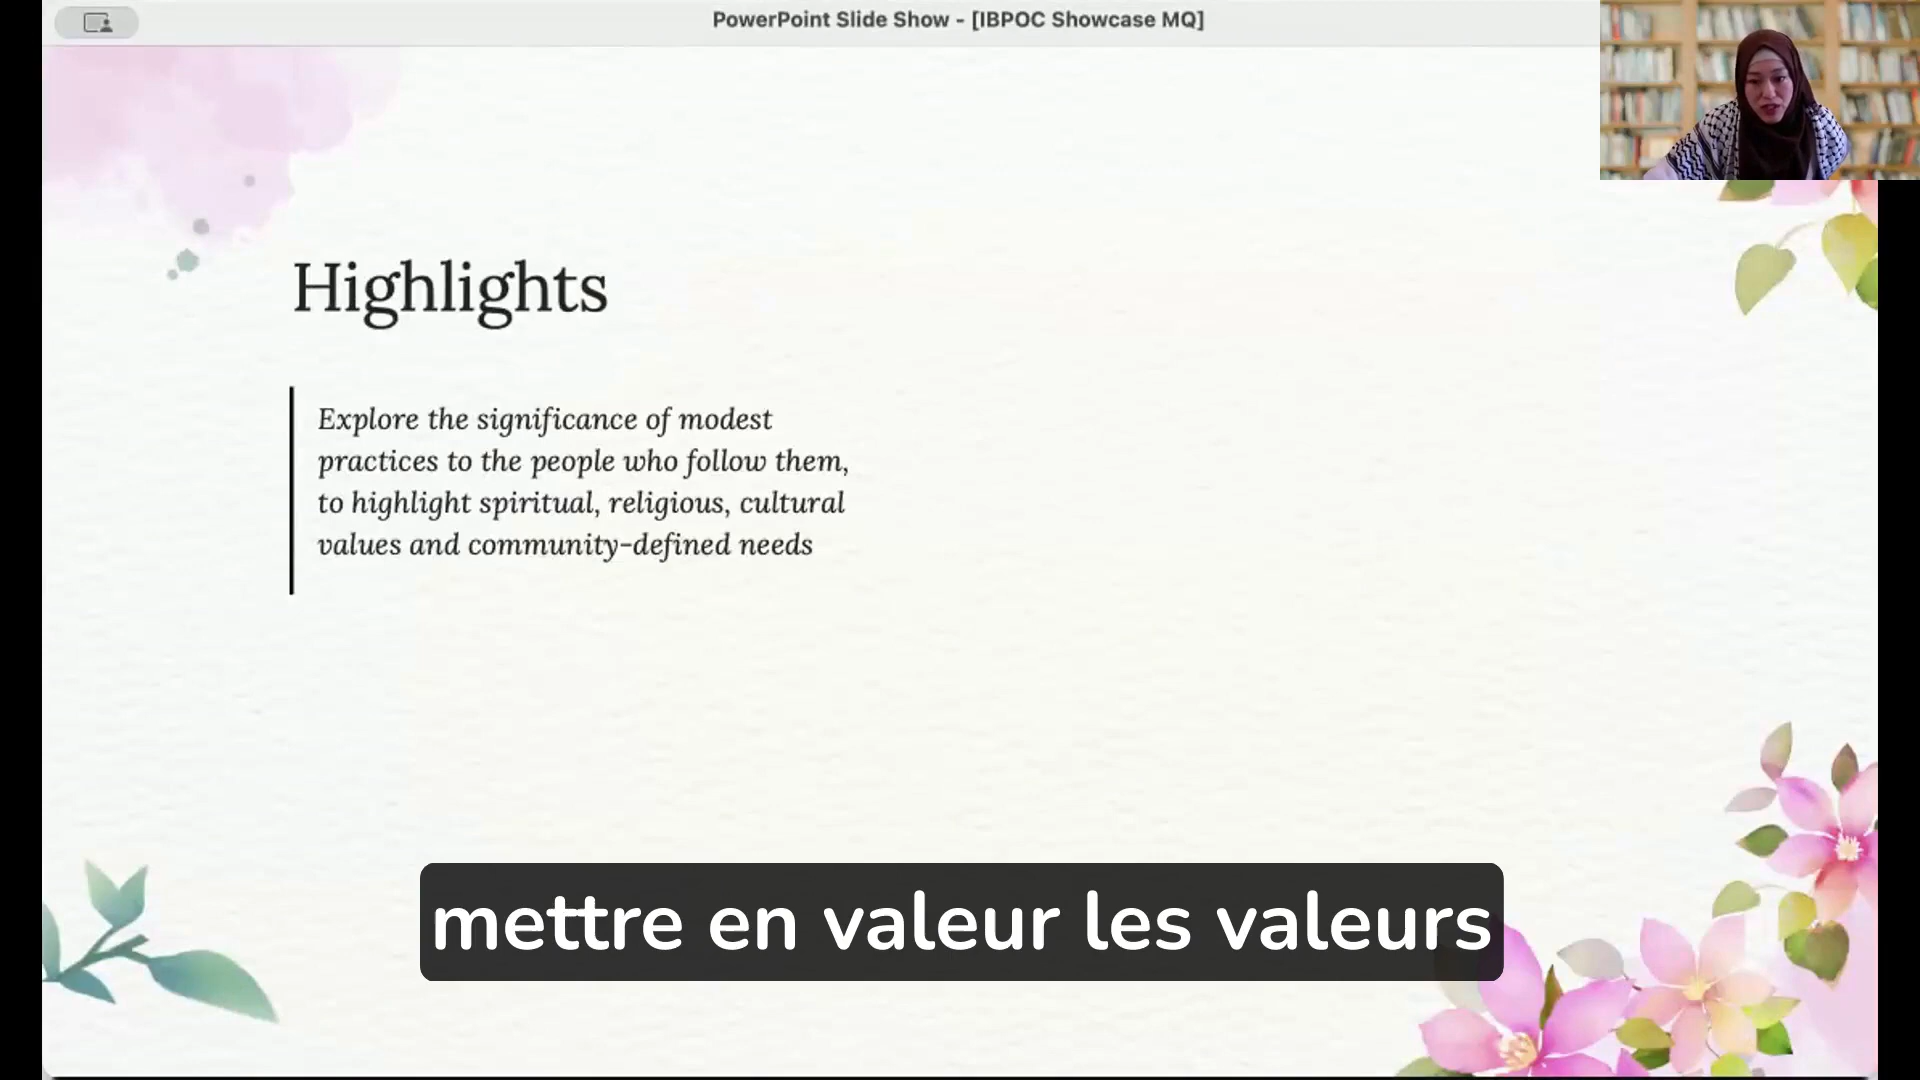 PowerPoint Slide Show - [IBPOC Showcase MQ]
Highlights
Explore the significance of modest
practices to the people who follow them,
to highlight spiritual, religious, cultural
values and community-defined needs
mettre en valeur les valeurs